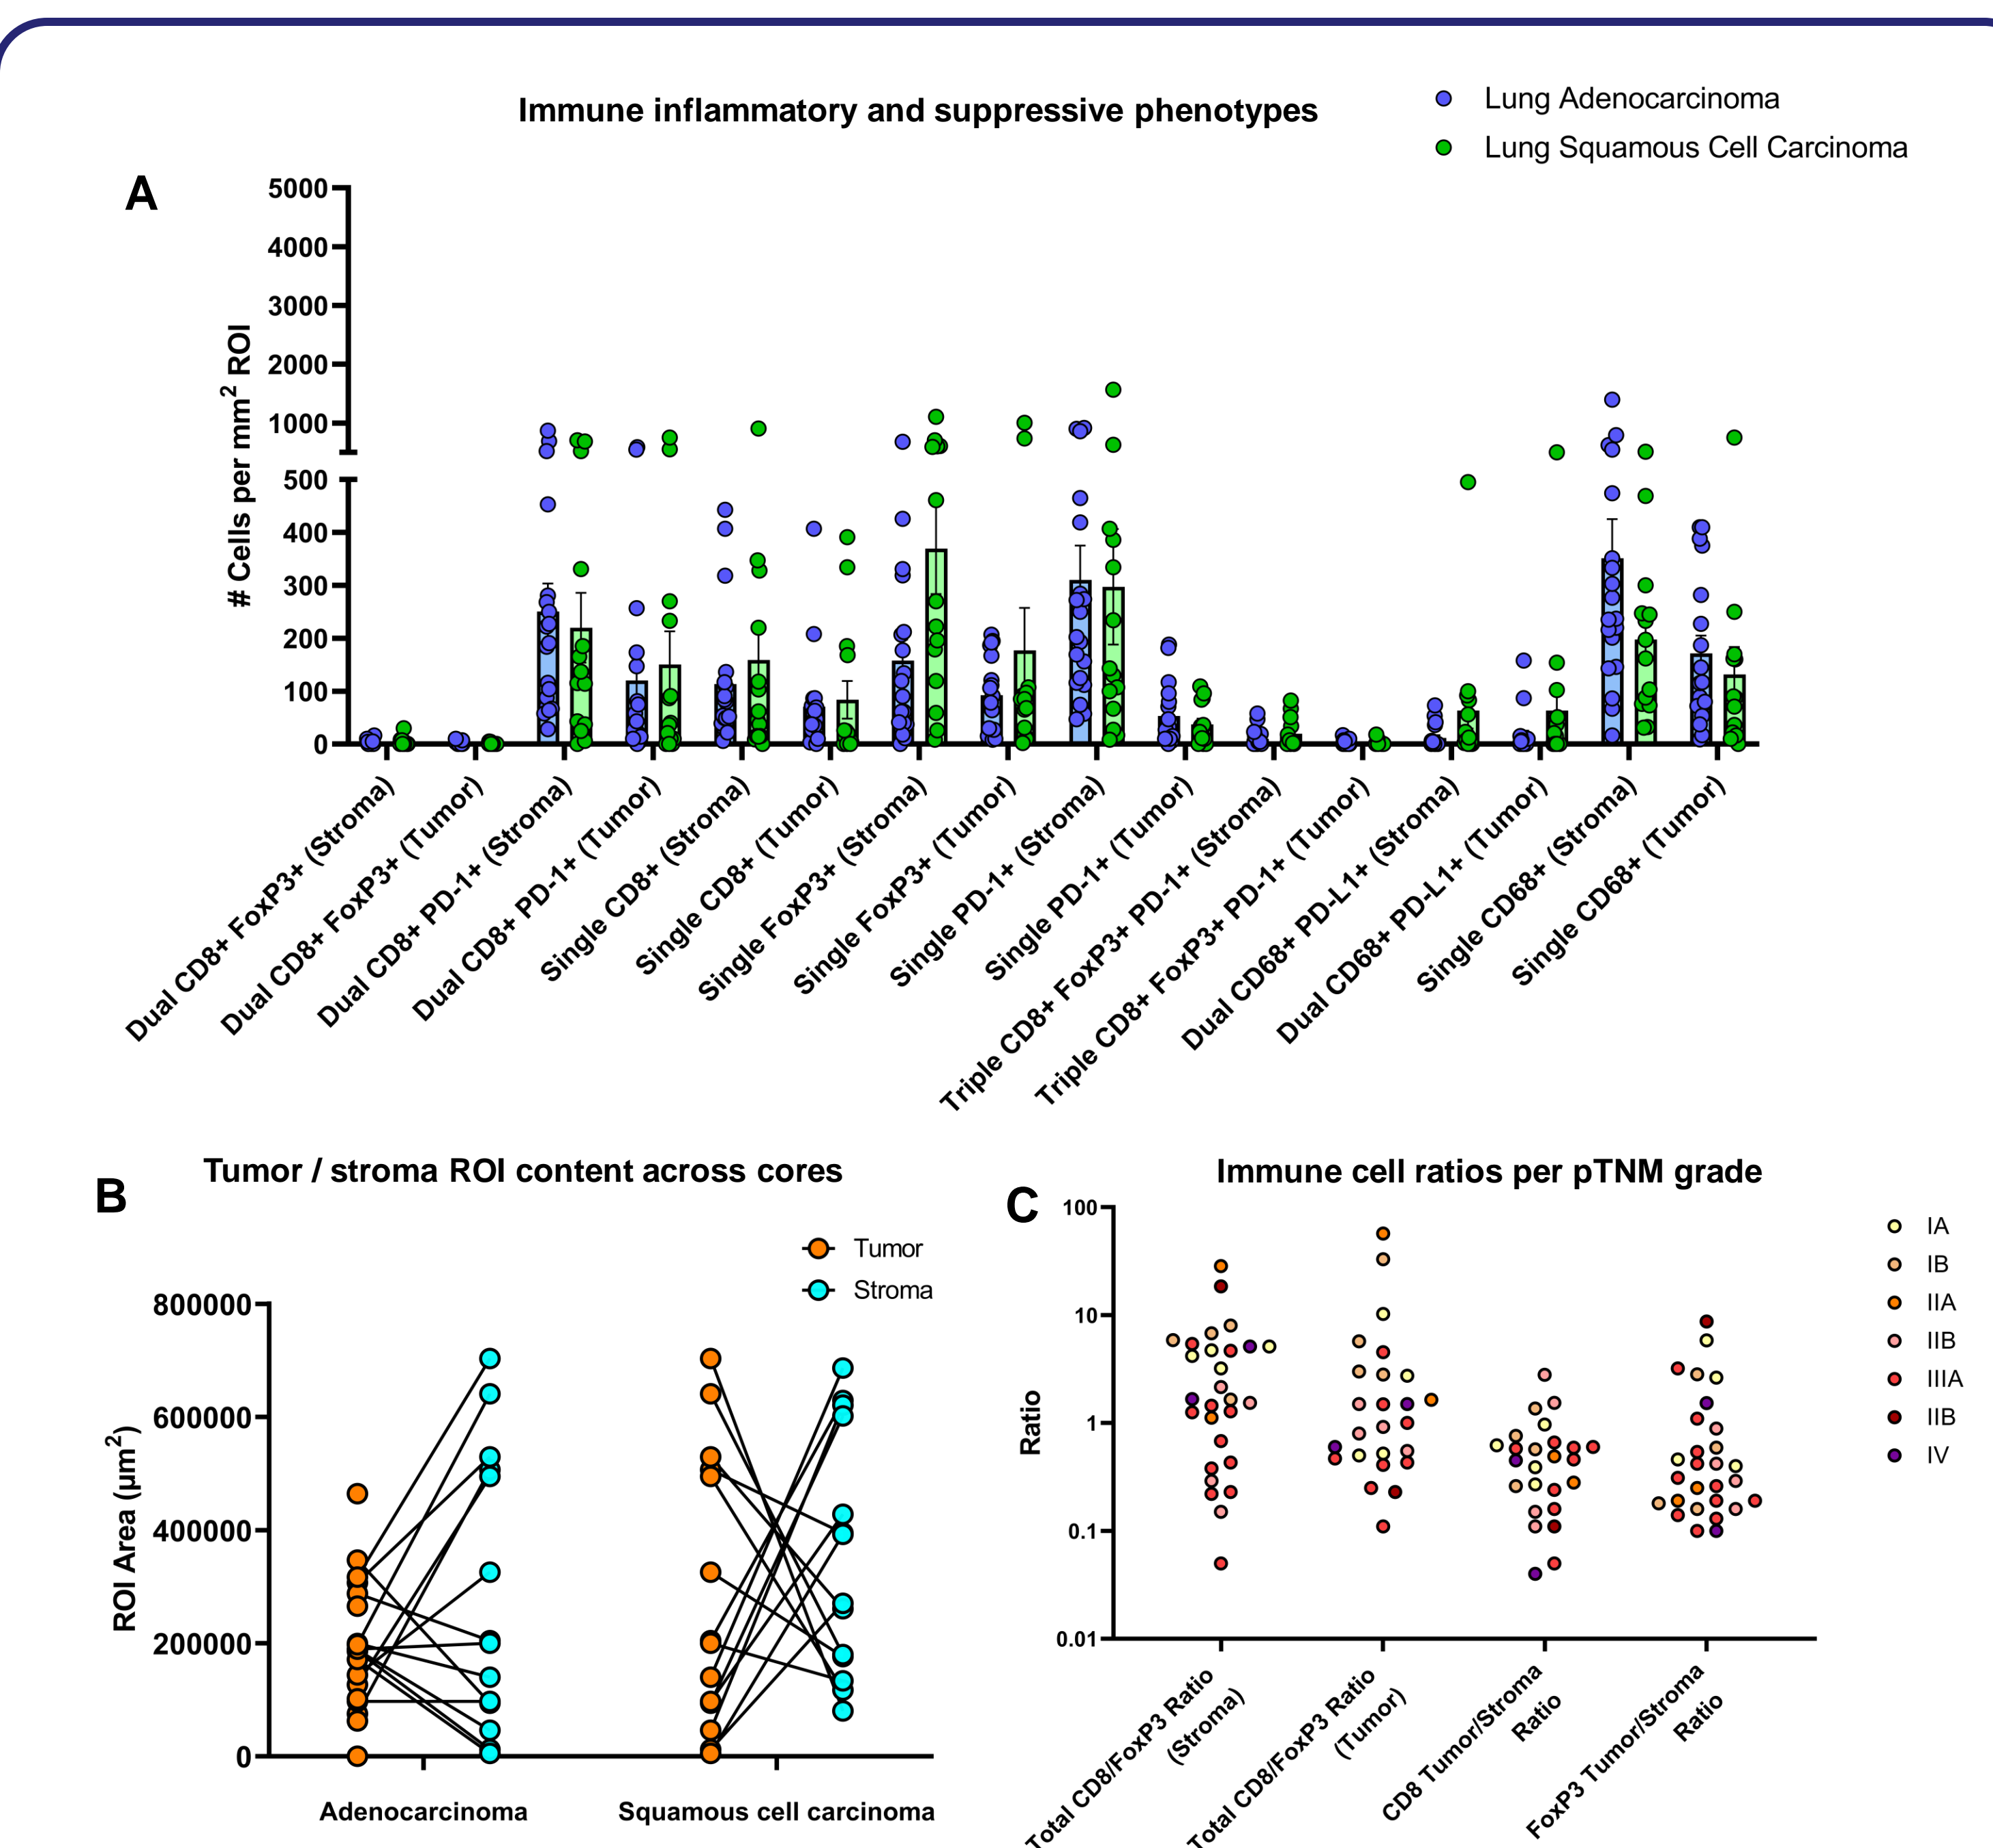 Immune inflammatory and suppressive phenotypes
Lung Adenocarcinoma
Lung Squamous Cell Carcinoma
A
# Cells per mm2 ROI
5000
4000
3000
2000
1000
500
400
300
200
100
0
Dual CD8+ FoxP3+ (Stroma)
Dual CD8+ FoxP3+ (Tumor)
Dual CD8+ PD-1+ (Stroma)
Dual CD8+ PD-1+ (Tumor)
Single CD8+ (Stroma)
Single CD8+ (Tumor)
Single FoxP3+ (Stroma)
Single FoxP3+ (Tumor)
Single PD-1+ (Stroma)
Single PD-1+ (Tumor)
Triple CD8+ FoxP3+ PD-1+ (Stroma)
Triple CD8+ FoxP3+ PD-1+ (Tumor)
Dual CD68+ PD-L1+ (Stroma)
Dual CD68+ PD-L1+ (Tumor)
Single CD68+ (Stroma)
Single CD68+ (Tumor)
B
Tumor / stroma ROI content across cores
Tumor
Stroma
ROI Area (µm2)
800000
600000
400000
200000
0
Adenocarcinoma
Squamous cell carcinoma
C
Immune cell ratios per pTNM grade
Ratio
100
10
1
0.1
0.01
IA
IB
IIA
IIB
IIIA
IIB
IV
Total CD8/FoxP3 Ratio
(Stroma)
Total CD8/FoxP3 Ratio
(Tumor)
CD8 Tumor/Stroma
Ratio
FoxP3 Tumor/Stroma
Ratio